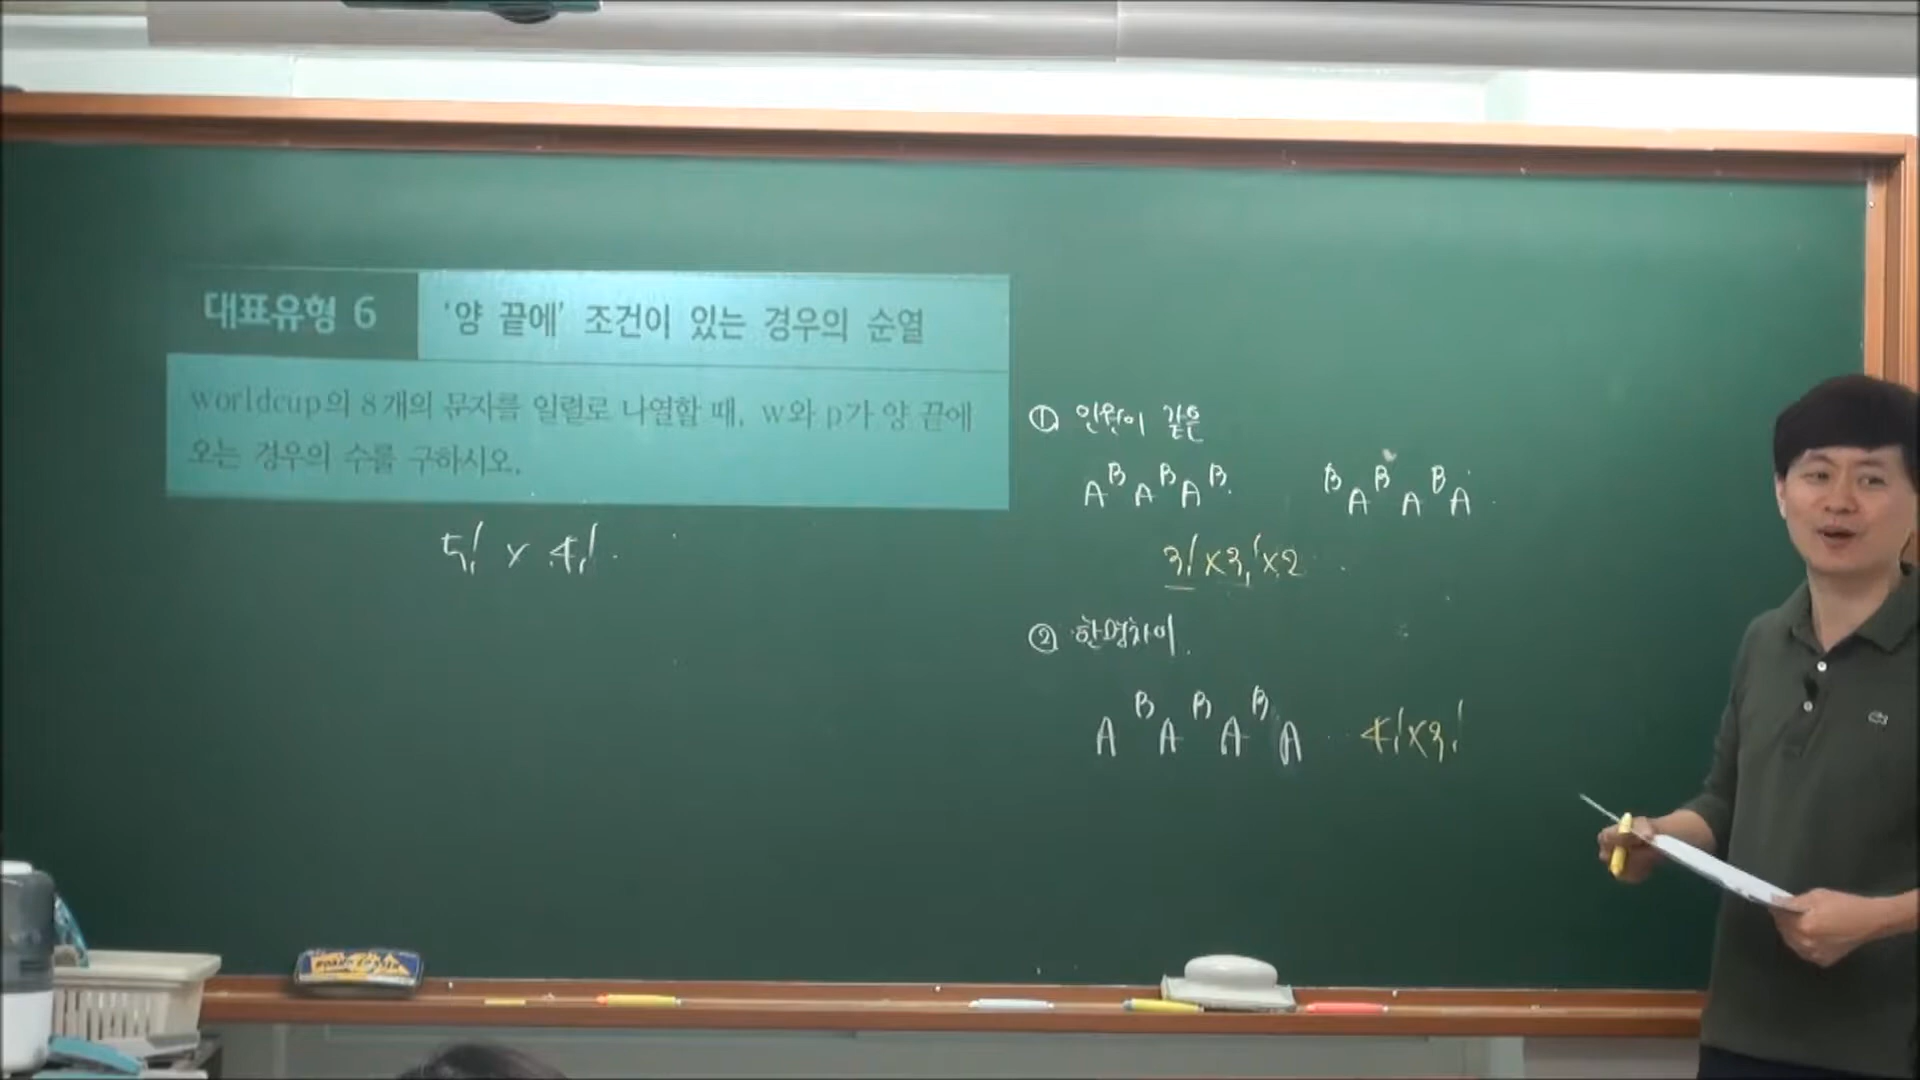 대표유형 6 '양 끝에' 조건이 있는 경우의 순열
worldcup의 8개의 문자를 일렬로 나열할 때, w와 p가 양 끝에
오는 경우의 수를 구하시오.
5! × 4!
① 인원이 같은
A B A B A B B A B A B A
3! × 3! × 2
② 한명차이
A B A B A B A 4! × 3!